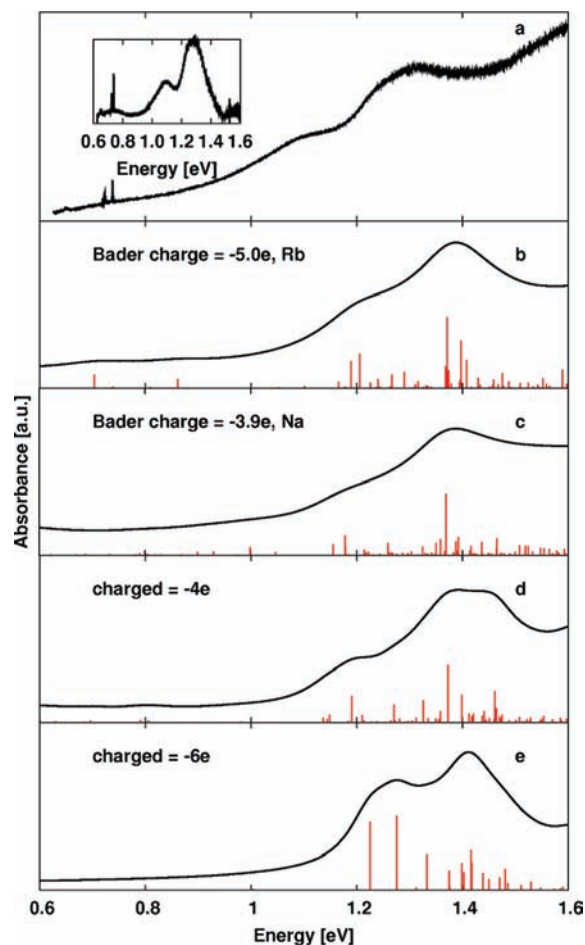 a
0.6 0.8 1.0 1.2 1.4 1.6
Energy [eV]
Bader charge = -5.0e, Rb
b
Bader charge = -3.9e, Na
c
Absorbance [a.u.]
charged = -4e
d
charged = -6e
e
0.6 0.8 1 1.2 1.4 1.6
Energy [eV]